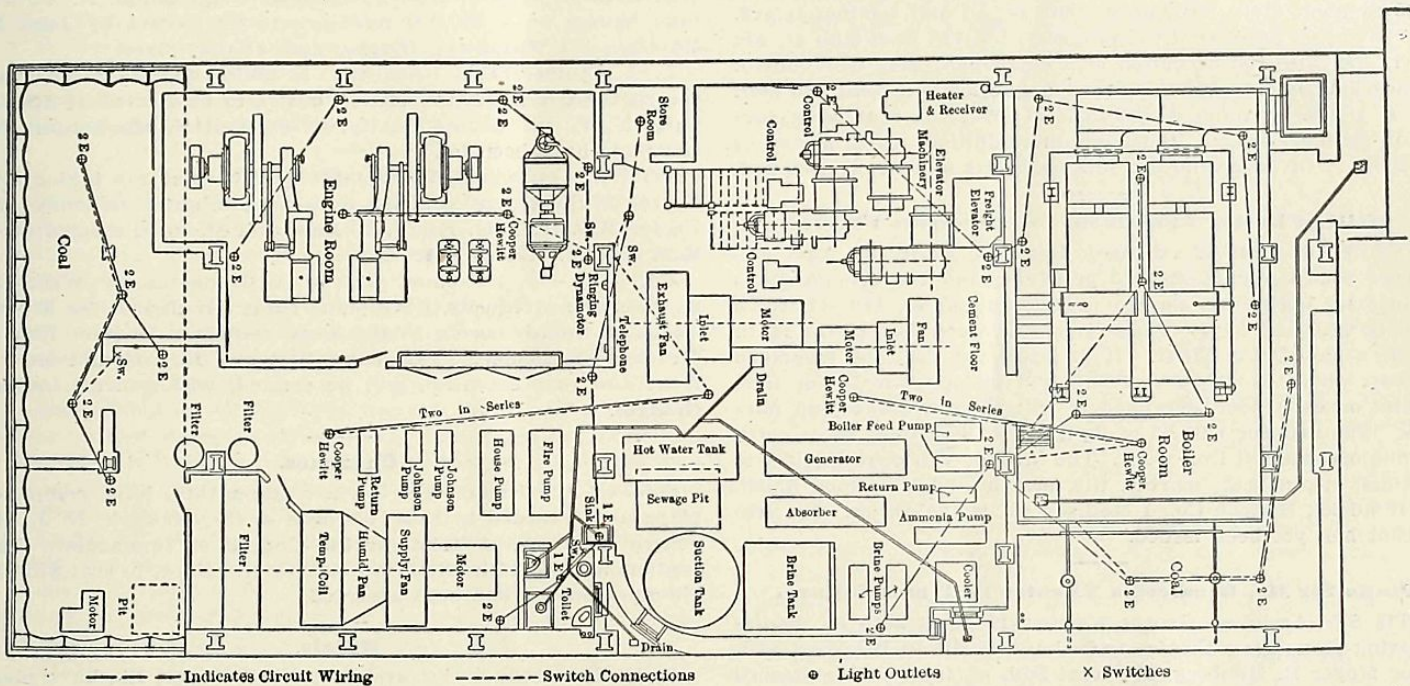 2 E
2 E
2 E
2 E
2 E
Store Room
Control
Heater & Receiver
Control
Elevator Machinery
Freight Elevator
2 E
2 E
2 E
2 E
Coal
Engine Room
Cooper Hewitt
2 E
2 E
Sw.
2 E
Sw.
Ringing Dynamotor
Telephone
Control
2 E
2 E
2 E
2 E
Exhaust Fan
Inlet
Motor
Motor
Inlet
Fan
Cement Floor
2 E
Sw.
2 E
2 E
2 E
Drain
Cooper Hewitt
2 E
2 E
2 E
Filter
Filter
Two in Series
Two in Series
Boiler Feed Pump
Boiler Room
Cooper Hewitt
Cooper Hewitt
Return Pump
Johnson Pump
Johnson Pump
House Pump
Fire Pump
Hot Water Tank
Generator
2 E
2 E
Sewage Pit
Return Pump
Absorber
Ammonia Pump
Sink
1 E
Filter
Filter
Temp. Coil
Humid Pan
Supply Fan
Motor
Sw.
1 E
Toilet
Suction Tank
Brine Tank
Brine Pumps
Cooler
Coal
2 E
2 E
Motor
Pit
2 E
Drain
2 E
Indicates Circuit Wiring
Switch Connections
Light Outlets
X Switches